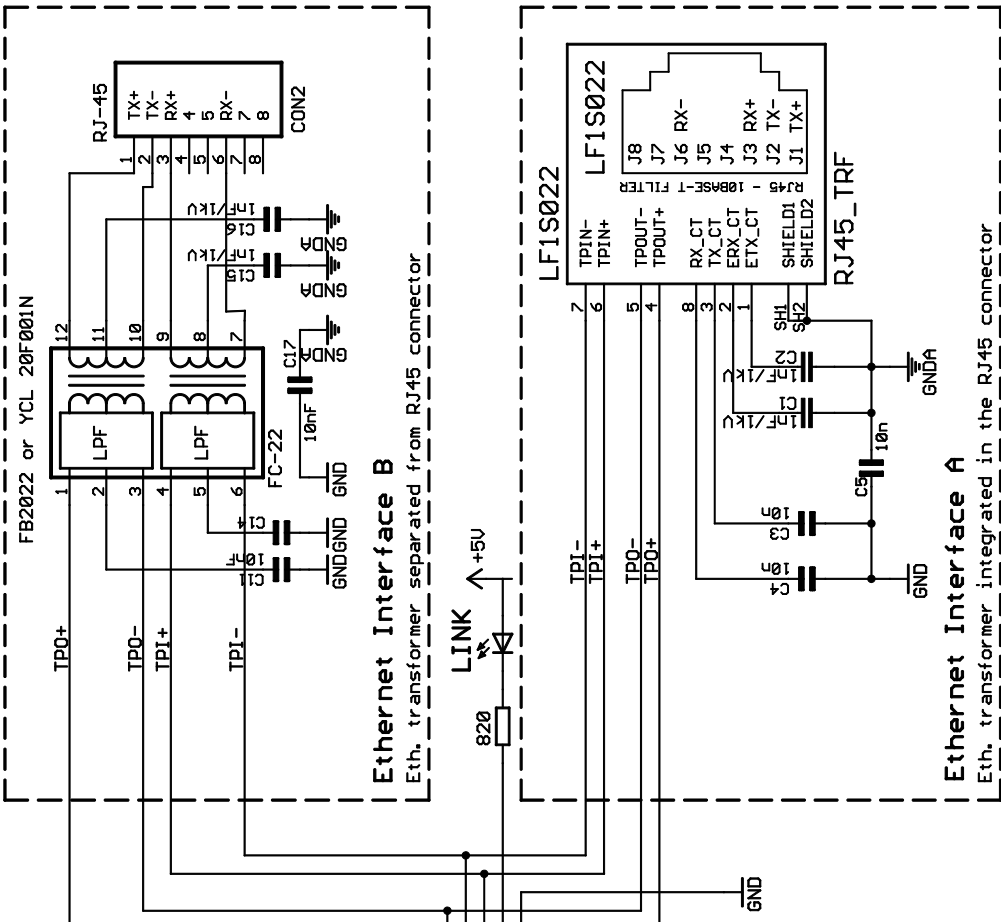 RJ-45
TX+
TX-
RX+
4
5
RX-
7
8
CON2
1
2
3
4
5
6
7
8
1nF/1kV
C16
GNDA
1nF/1kV
C15
GNDA
C17
10nF
GNDA
GND
FB2022 or YCL 20F001N
12
11
10
9
8
7
LPF
LPF
FC-22
1
2
3
4
5
6
C14
GND
10nF
C11
GND
TPO+
TPO-
TPI+
TPI-
Ethernet Interface B
Eth. transformer separated from RJ45 connector
+5V
LINK
820
LF1S022
LF1S022
J8
J7
J6 RX-
J5
J4
J3 RX+
J2 TX-
J1 TX+
RJ45 - 10BASE-T FILTER
TPIN-
TPIN+
TPOUT-
TPOUT+
RX_CT
TX_CT
ERX_CT
ETX_CT
SHIELD1
SHIELD2
RJ45_TRF
7
6
5
4
8
3
2
1
SH1
SH2
C2
1nF/1kV
C1
1nF/1kV
GNDA
10n
C5
10n
C3
10n
C4
GND
TPI-
TPI+
TPO-
TPO+
Ethernet Interface A
Eth. transformer integrated in the RJ45 connector
GND